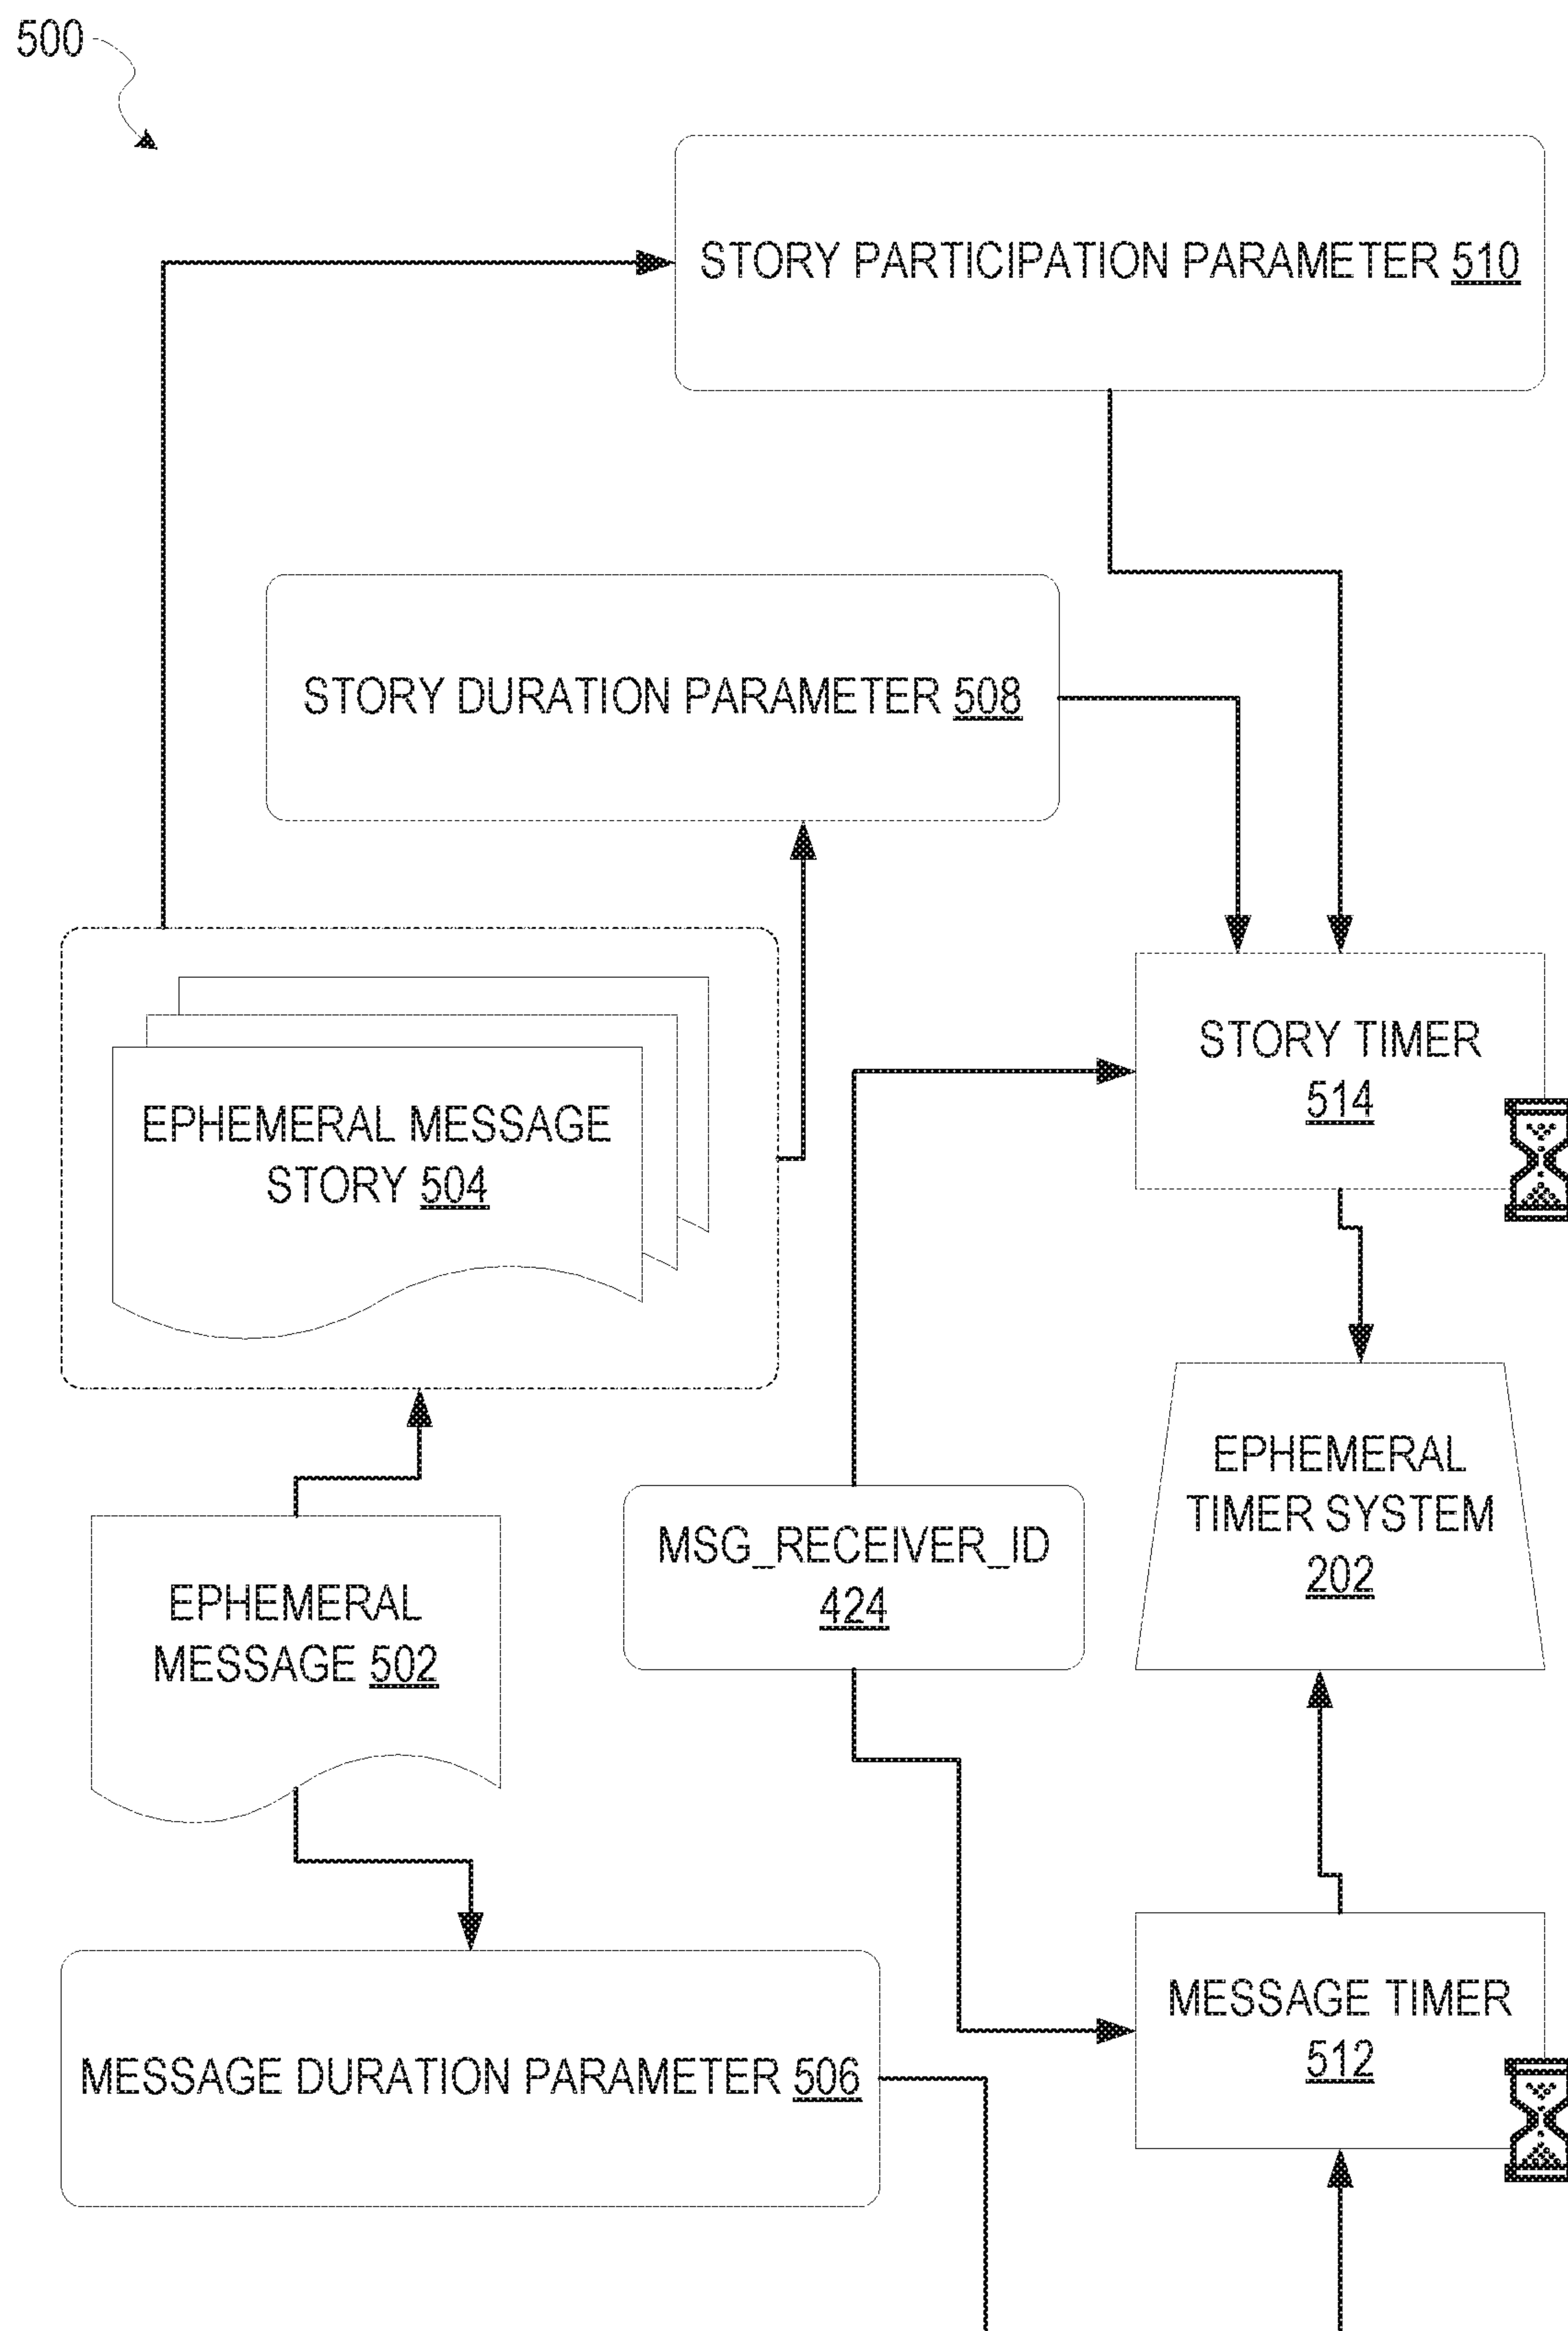 500
STORY PARTICIPATION PARAMETER 510
STORY DURATION PARAMETER 508
EPHEMERAL MESSAGE
STORY 504
STORY TIMER
514
EPHEMERAL
TIMER SYSTEM
202
MSG_RECEIVER_ID
424
EPHEMERAL
MESSAGE 502
MESSAGE TIMER
512
MESSAGE DURATION PARAMETER 506